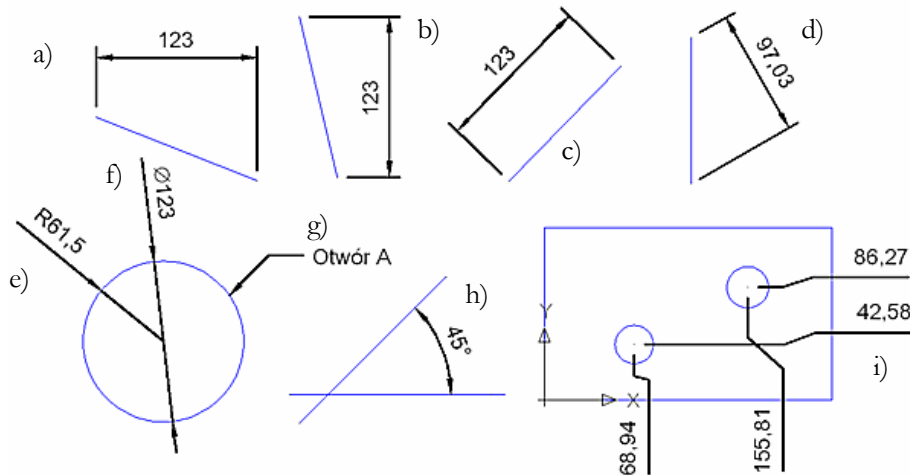 a)
123
b)
123
123
c)
d)
97,03
e)
R61,5
f)
Ø123
g)
Otwór A
h)
45°
86,27
42,58
i)
Y
X
68,94
155,81